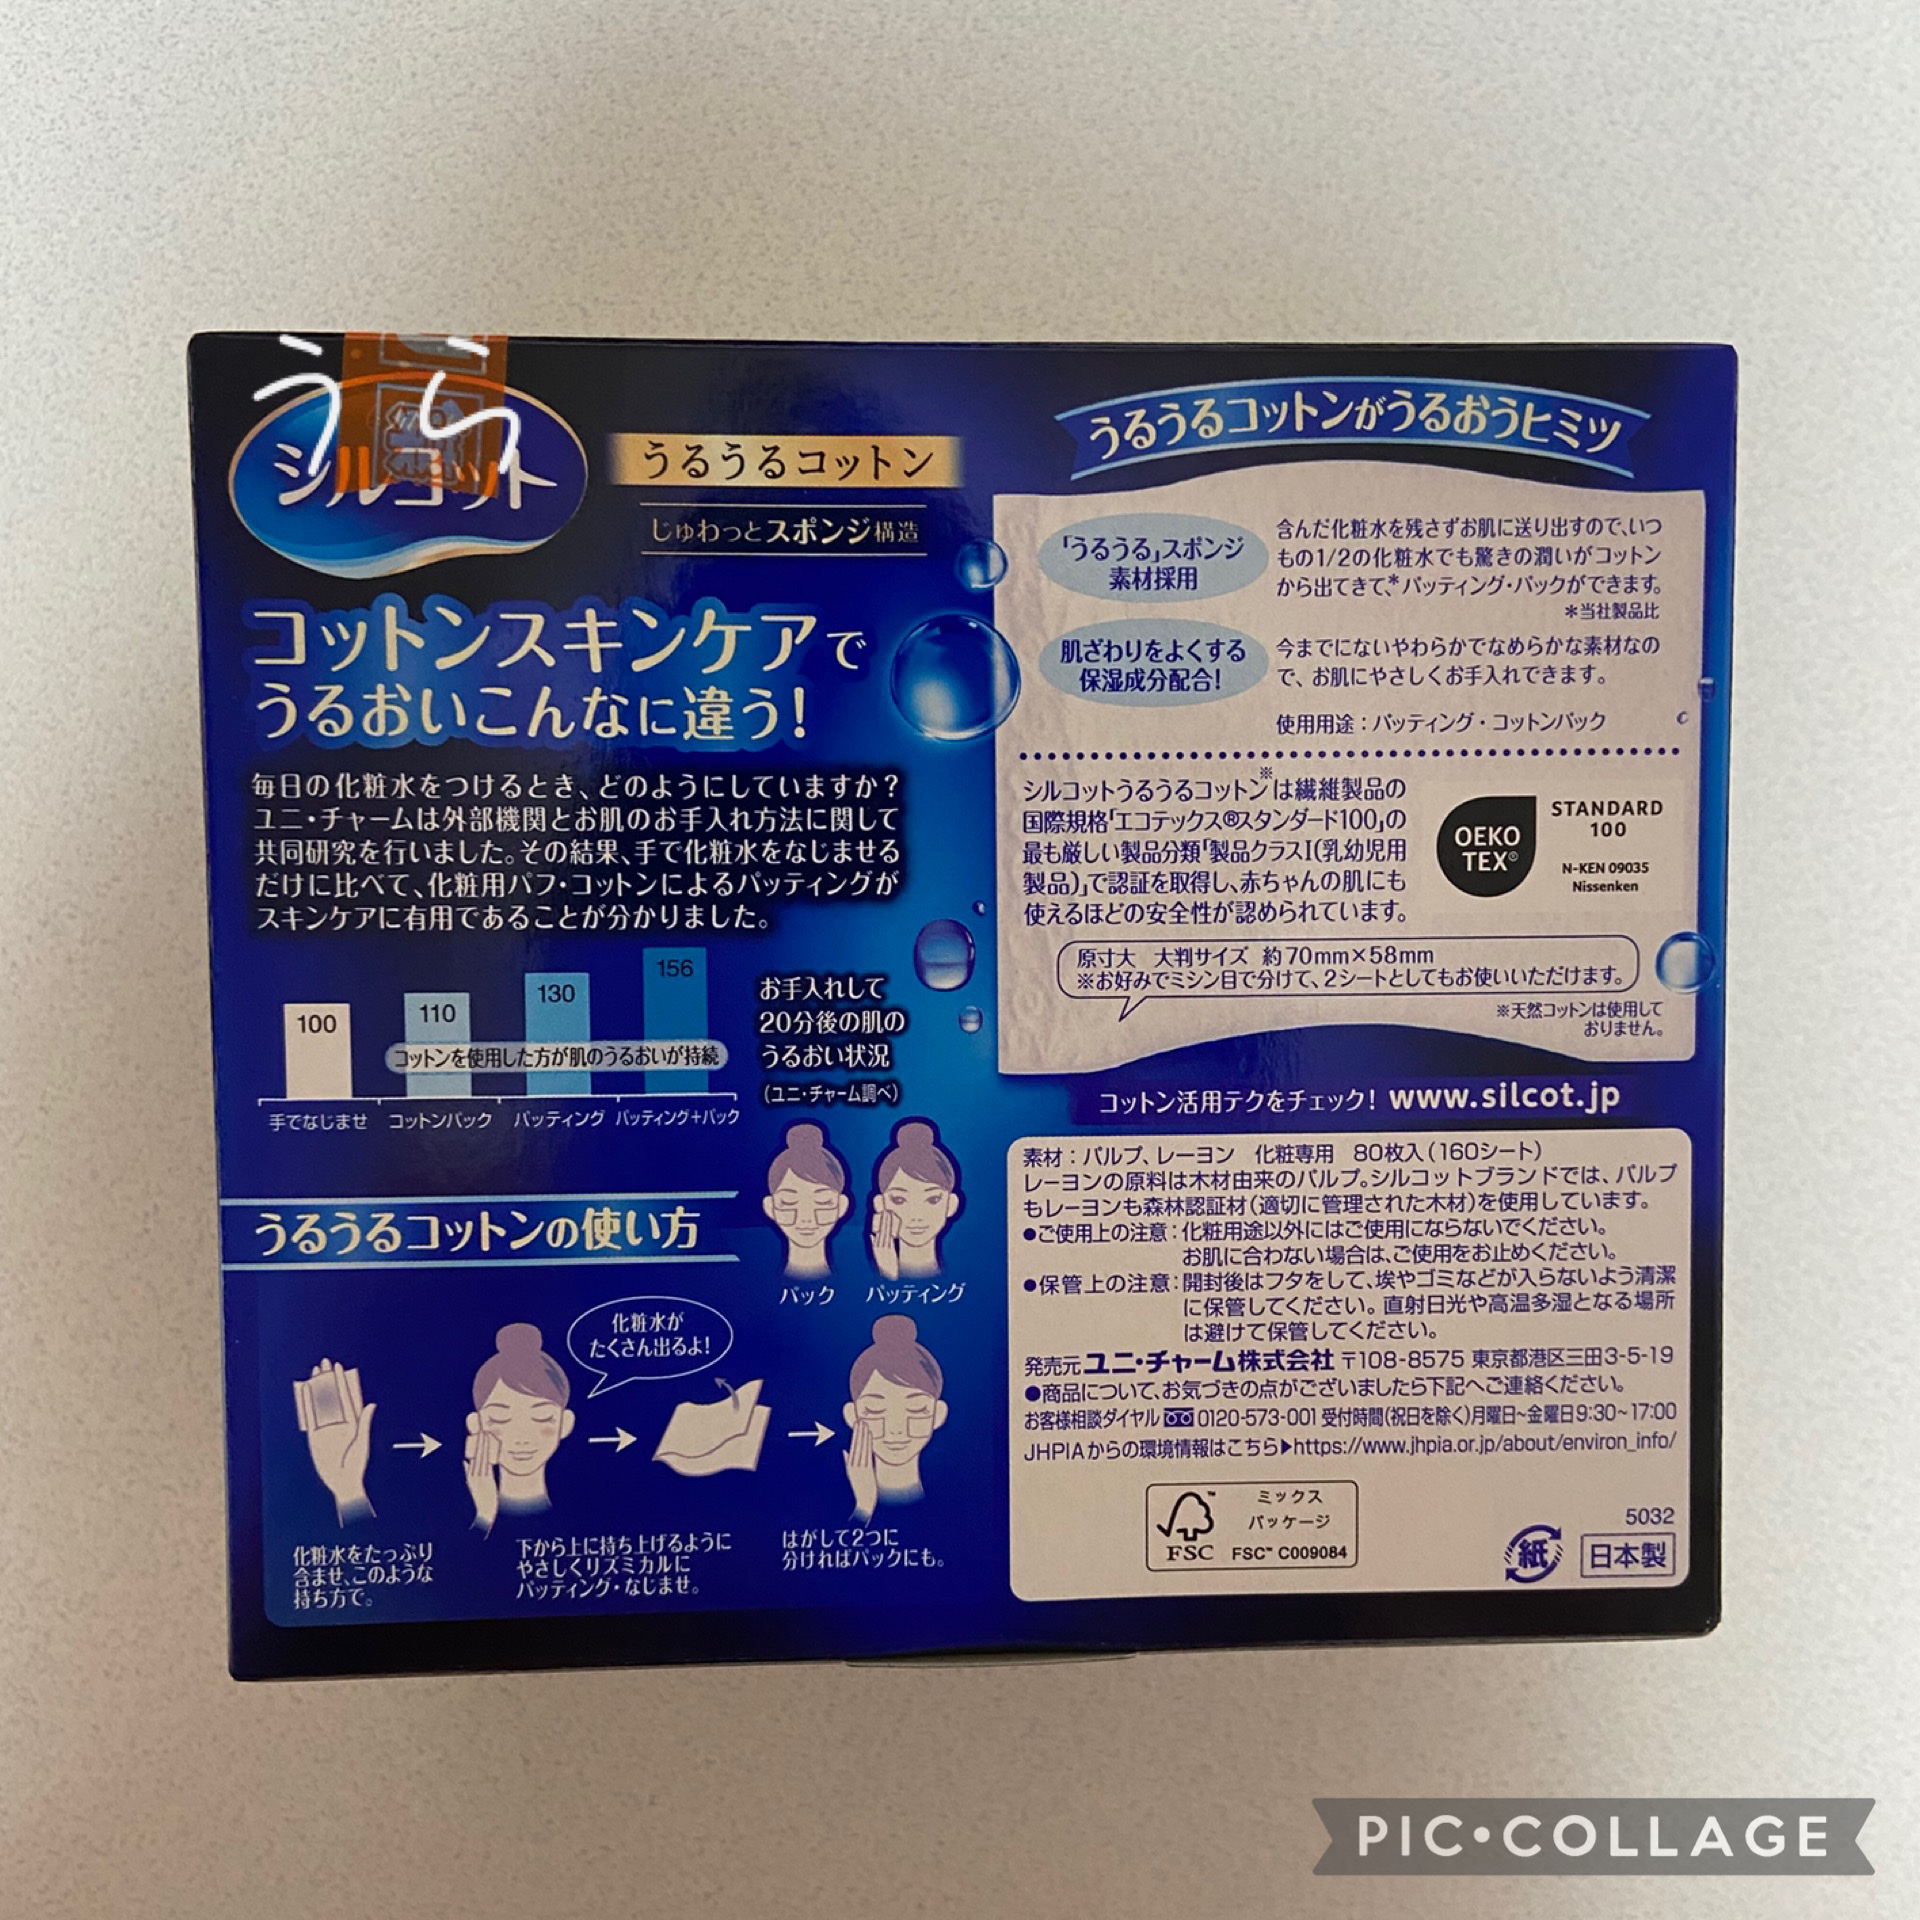 うら
シルコット
うるうるコットン
じゅわっとスポンジ構造
コットンスキンケアで
うるおいこんなに違う!
毎日の化粧水をつけるとき、どのようにしていますか?
ユニ・チャームは外部機関とお肌のお手入れ方法に関して
共同研究を行いました。その結果、手で化粧水をなじませる
だけに比べて、化粧用パフ・コットンによるパッティングが
スキンケアに有用であることが分かりました。
100
110
130
156
コットンを使用した方が肌のうるおいが持続
手でなじませ
コットンパック
パッティング
パッティング+パック
お手入れして
20分後の肌の
うるおい状況
(ユニ・チャーム調べ)
パック
パッティング
うるうるコットンの使い方
化粧水が
たくさん出るよ!
化粧水をたっぷり
含ませ、このような
持ち方で。
下から上に持ち上げるように
やさしくリズミカルに
パッティング・なじませ。
はがして2つに
分ければパックにも。
うるうるコットンがうるおうヒミツ
「うるうる」スポンジ
素材採用
含んだ化粧水を残さずお肌に送り出すので、いつ
もの1/2の化粧水でも驚きの潤いがコットン
から出てきて、*パッティング・パックができます。
*当社製品比
肌ざわりをよくする
保湿成分配合!
今までにないやわらかでなめらかな素材なの
で、お肌にやさしくお手入れできます。
使用用途:パッティング・コットンパック
シルコットうるうるコットン※は繊維製品の
国際規格「エコテックス®スタンダード100」の
最も厳しい製品分類「製品クラスI(乳幼児用
製品)」で認証を取得し、赤ちゃんの肌にも
使えるほどの安全性が認められています。
OEKO
TEX®
STANDARD
100
N-KEN 09035
Nissenken
原寸大 大判サイズ 約70mm×58mm
※お好みでミシン目で分けて、2シートとしてもお使いいただけます。
※天然コットンは使用して
おりません。
コットン活用テクをチェック! www.silcot.jp
素材:パルプ、レーヨン 化粧専用 80枚入(160シート)
レーヨンの原料は木材由来のパルプ。シルコットブランドでは、パルプ
もレーヨンも森林認証材(適切に管理された木材)を使用しています。
●ご使用上の注意:化粧用途以外にはご使用にならないでください。
お肌に合わない場合は、ご使用をお止めください。
●保管上の注意:開封後はフタをして、埃やゴミなどが入らないよう清潔
に保管してください。直射日光や高温多湿となる場所
は避けて保管してください。
発売元 ユニ・チャーム株式会社 〒108-8575 東京都港区三田3-5-19
●商品について、お気づきの点がございましたら下記へご連絡ください。
お客様相談ダイヤル 0120-573-001 受付時間(祝日を除く)月曜日~金曜日9:30~17:00
JHPIAからの環境情報はこちら▶https://www.jhpia.or.jp/about/environ_info/
FSC
ミックス
パッケージ
FSC™ C009084
5032
紙
日本製
PIC•COLLAGE